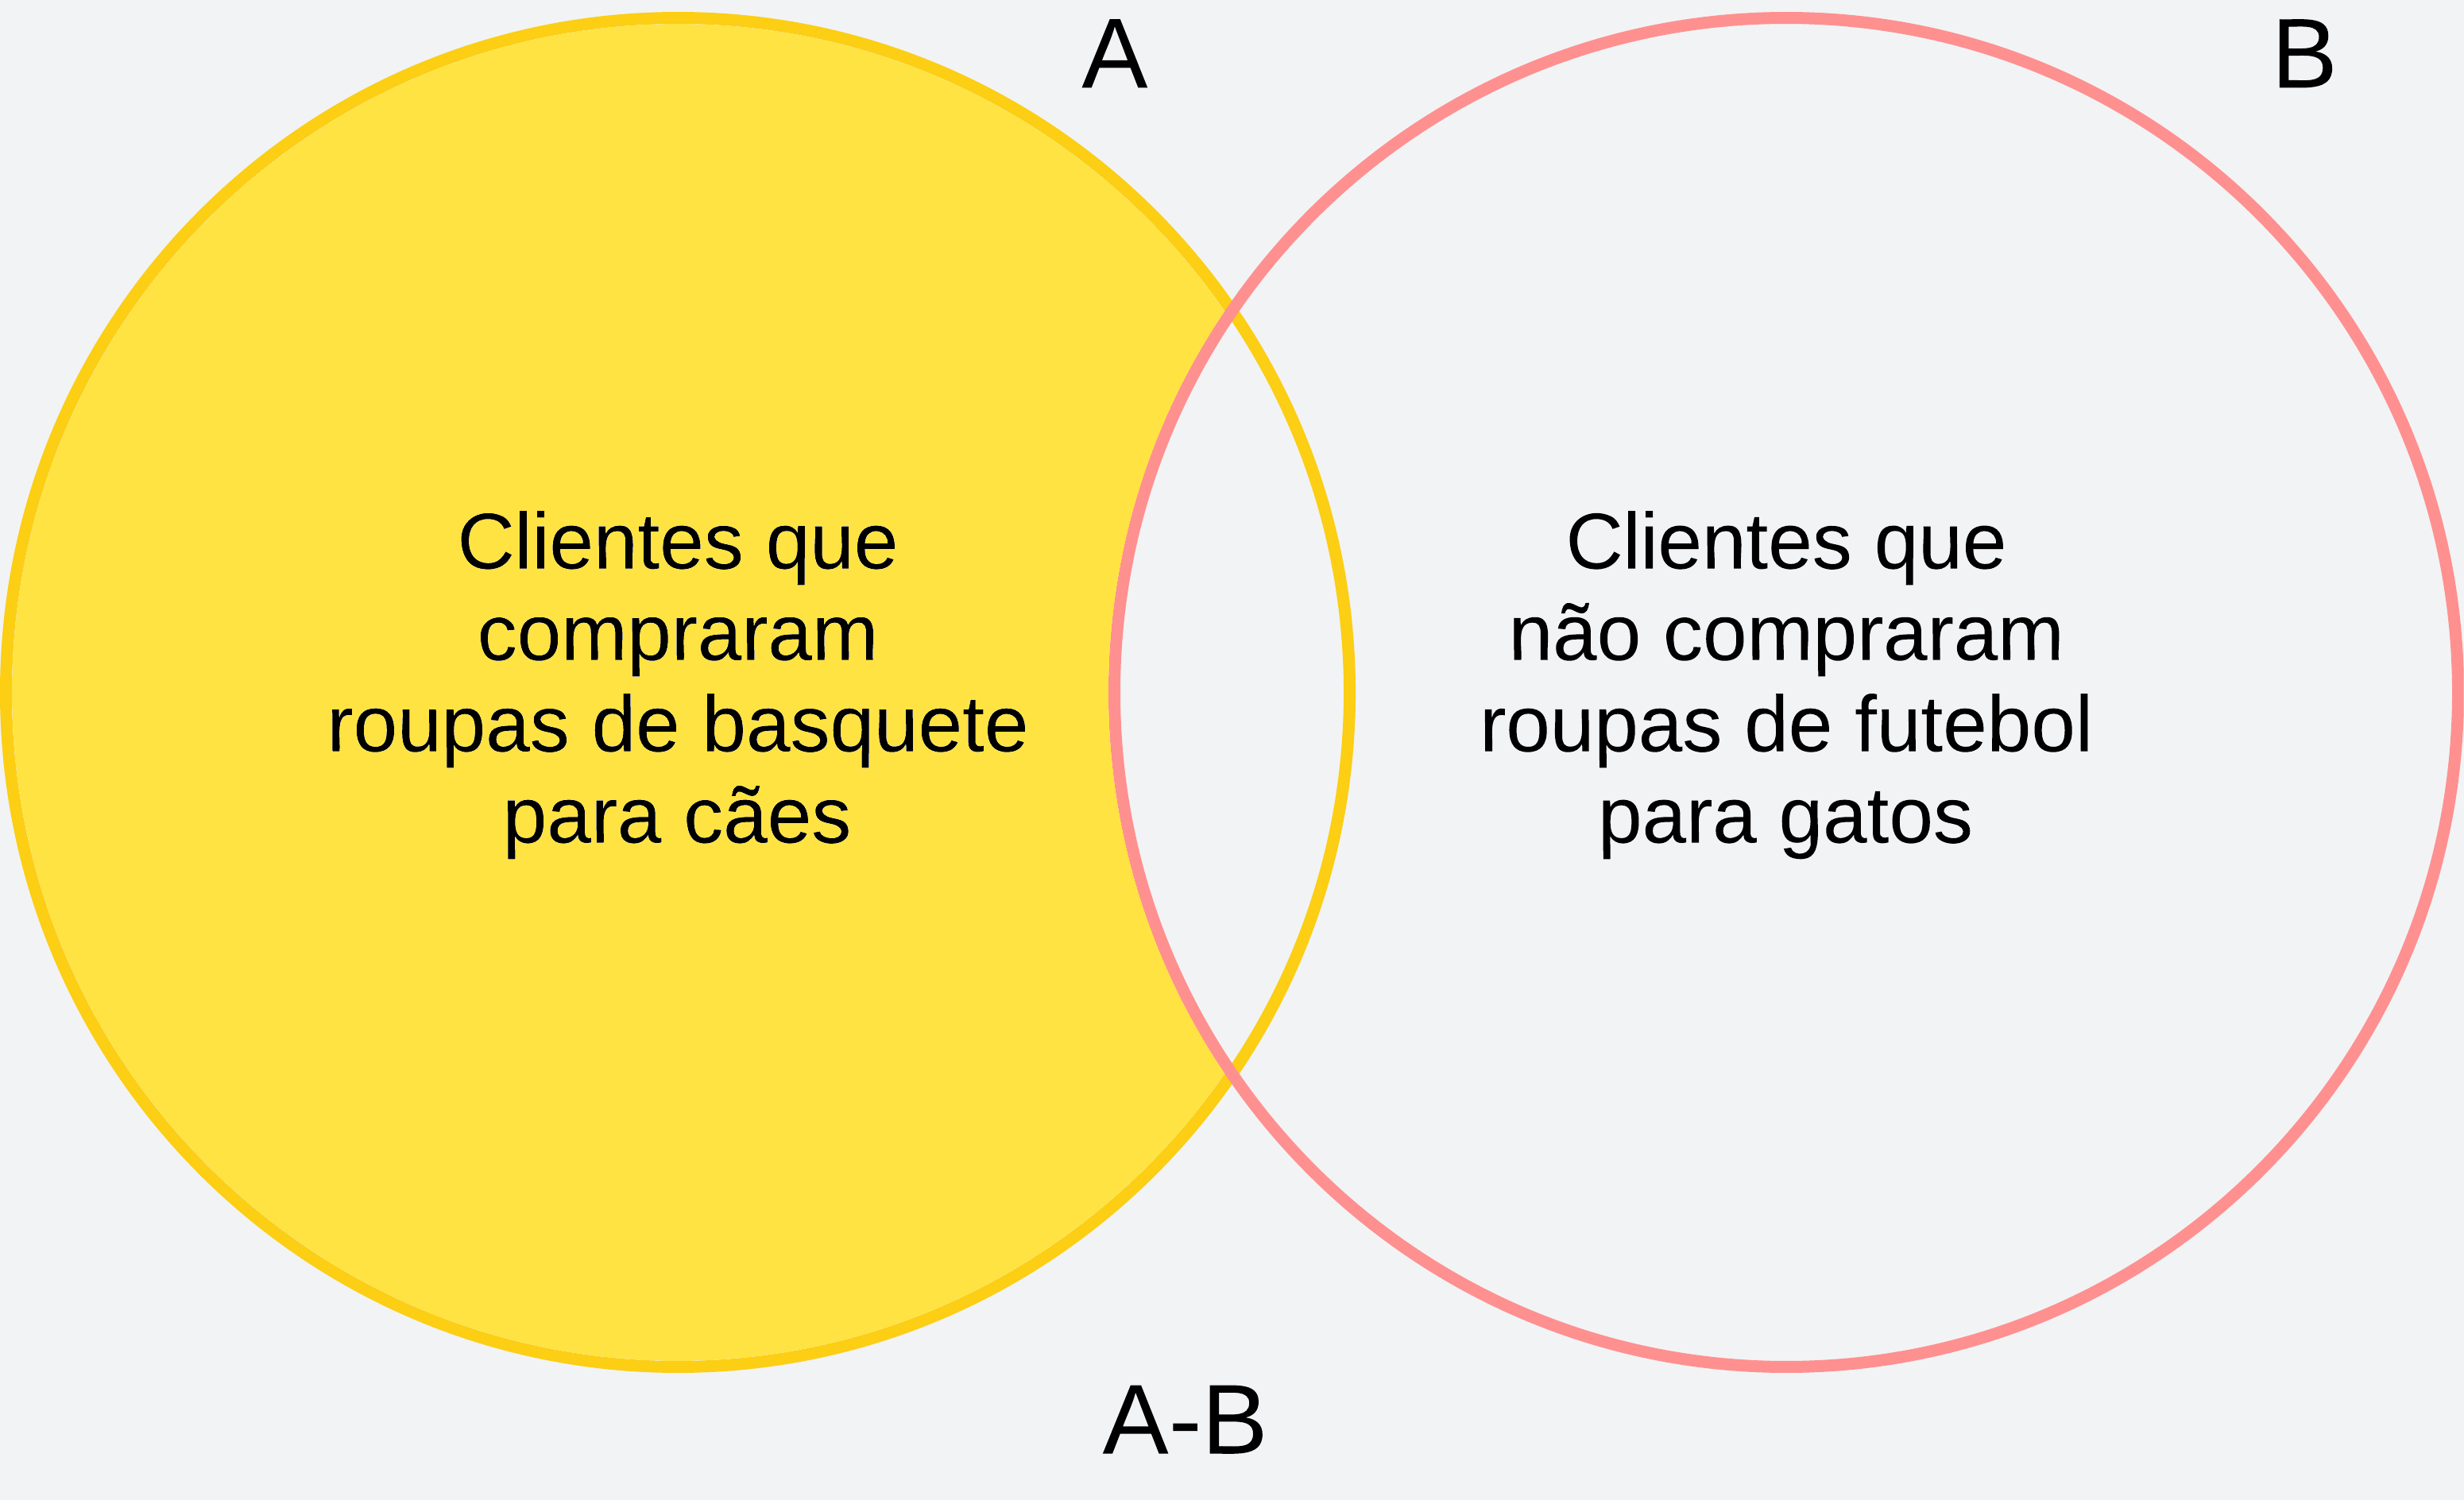 A
B
Clientes que
compraram
roupas de basquete
para cães
Clientes que
não compraram
roupas de futebol
para gatos
A-B